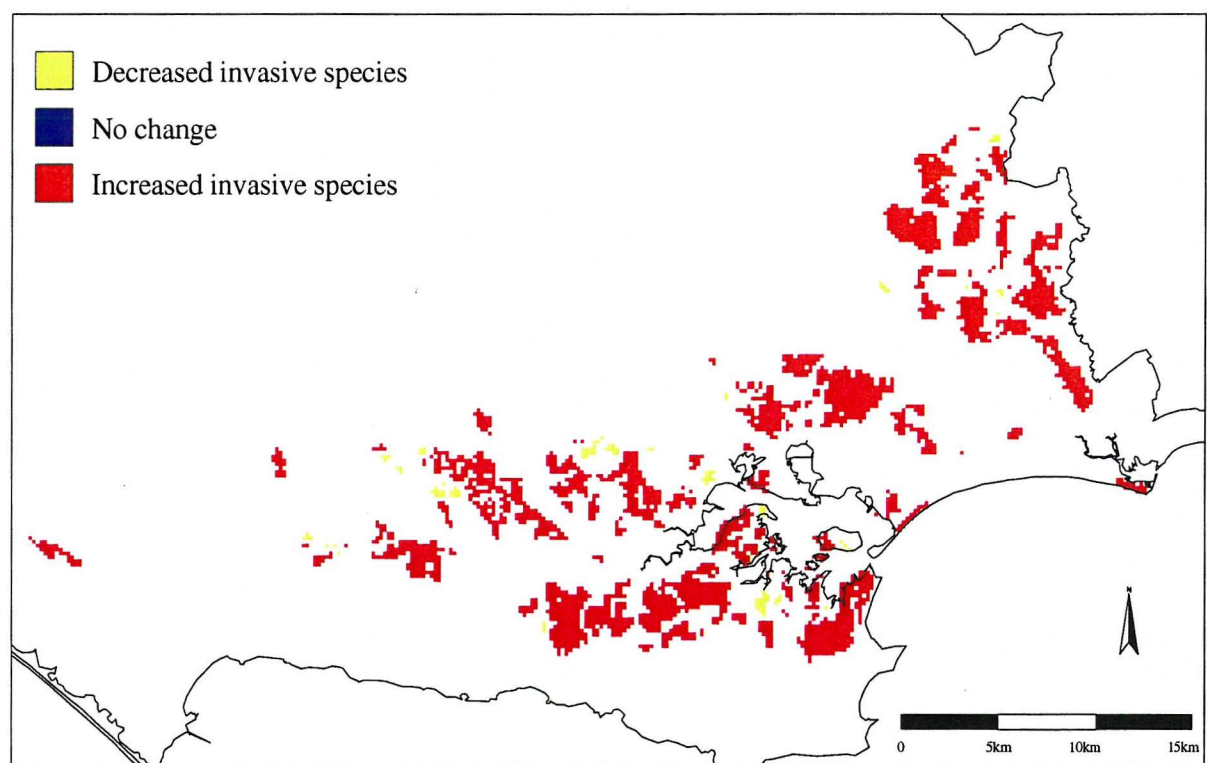 Decreased invasive species
No change
Increased invasive species
N
0 5km 10km 15km